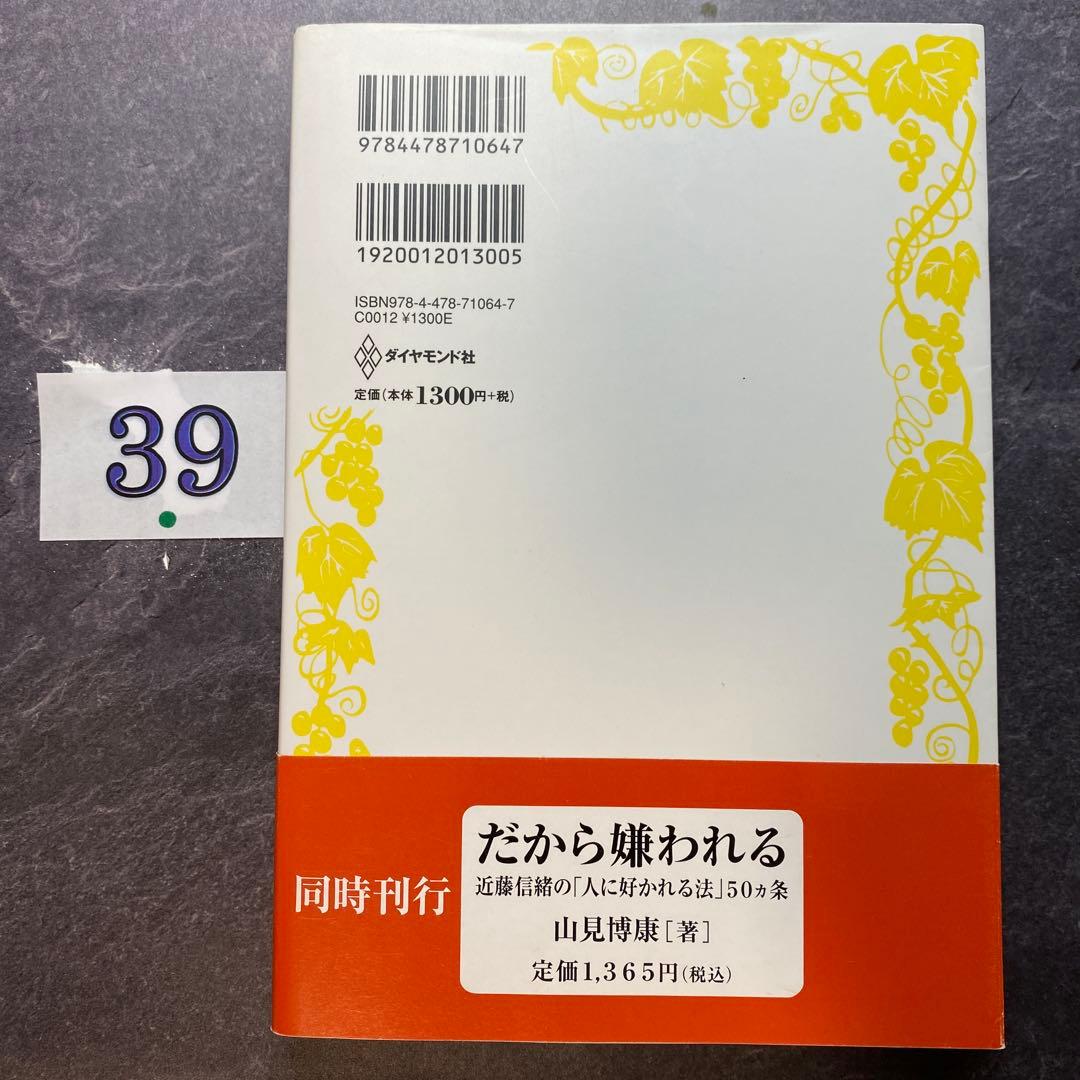 9784478710647
1920012013005
ISBN978-4-478-71064-7
C0012 ¥1300E
ダイヤモンド社
定価(本体1300円+税)
39
同時刊行
だから嫌われる
近藤信緒の「人に好かれる法」50ヵ条
山見博康[著]
定価1,365円(税込)